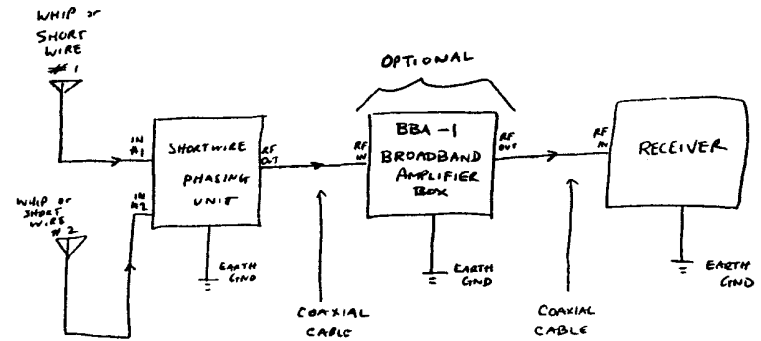 WHIP OR
SHORT
WIRE
#1
IN
#1
SHORTWIRE
PHASING
UNIT
RF
OUT
IN
#2
WHIP OR
SHORT
WIRE
#2
EARTH
GND
COAXIAL
CABLE
OPTIONAL
RF
IN
BBA-1
BROADBAND
AMPLIFIER
BOX
RF
OUT
EARTH
GND
COAXIAL
CABLE
RF
IN
RECEIVER
EARTH
GND